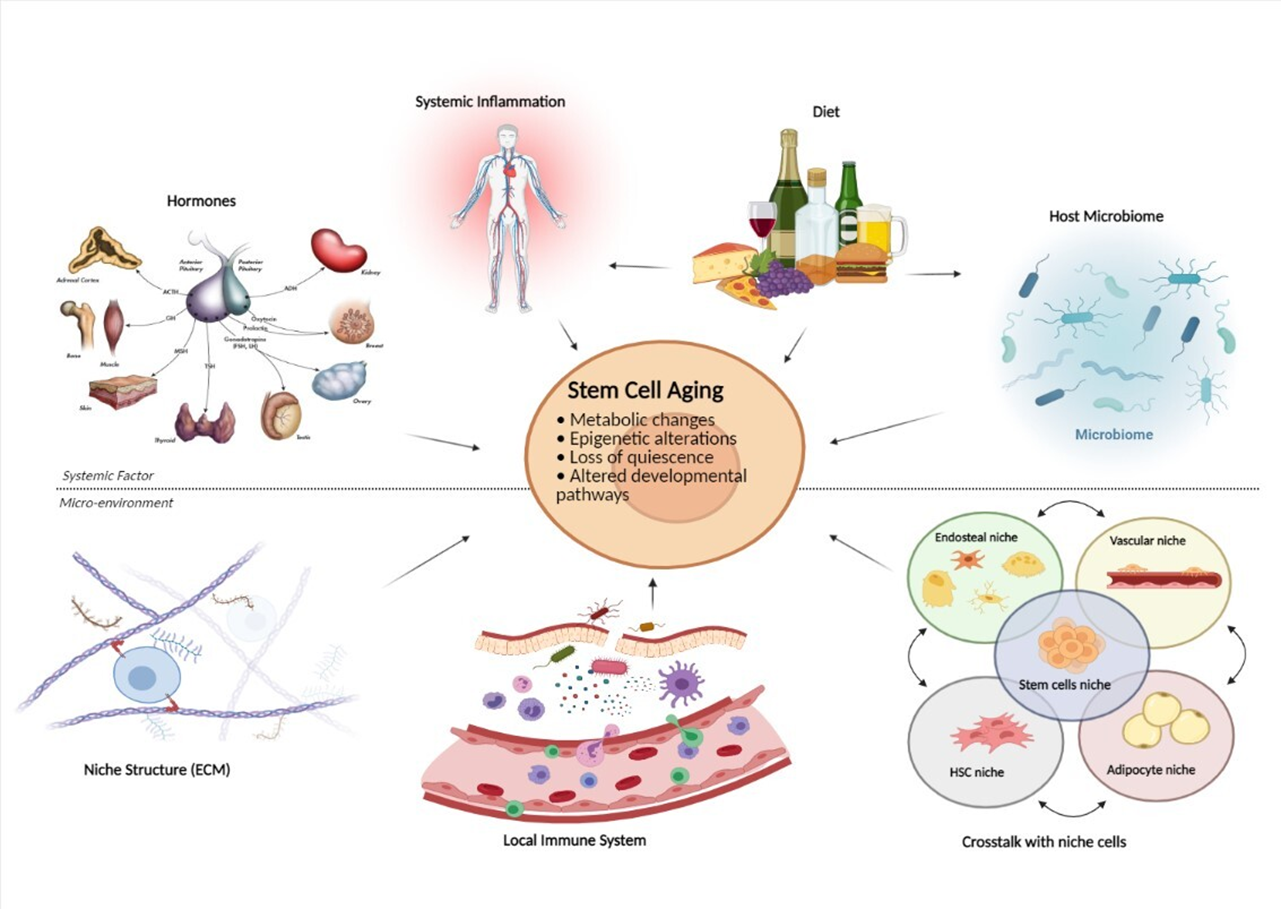 Systemic Inflammation
Diet
Hormones
Host Microbiome
Anterior
Pituitary
Posterior
Pituitary
Kidney
Adrenal Cortex
ACTH
ADH
GH
Oxytocin
Prolactin
Gonadotropins
(FSH, LH)
Breast
Bone
Muscle
MSH
TSH
Ovary
Skin
Thyroid
Testis
Microbiome
Stem Cell Aging
• Metabolic changes
• Epigenetic alterations
• Loss of quiescence
• Altered developmental
pathways
Systemic Factor
Micro-environment
Endosteal niche
Vascular niche
Stem cells niche
HSC niche
Adipocyte niche
Niche Structure (ECM)
Local Immune System
Crosstalk with niche cells